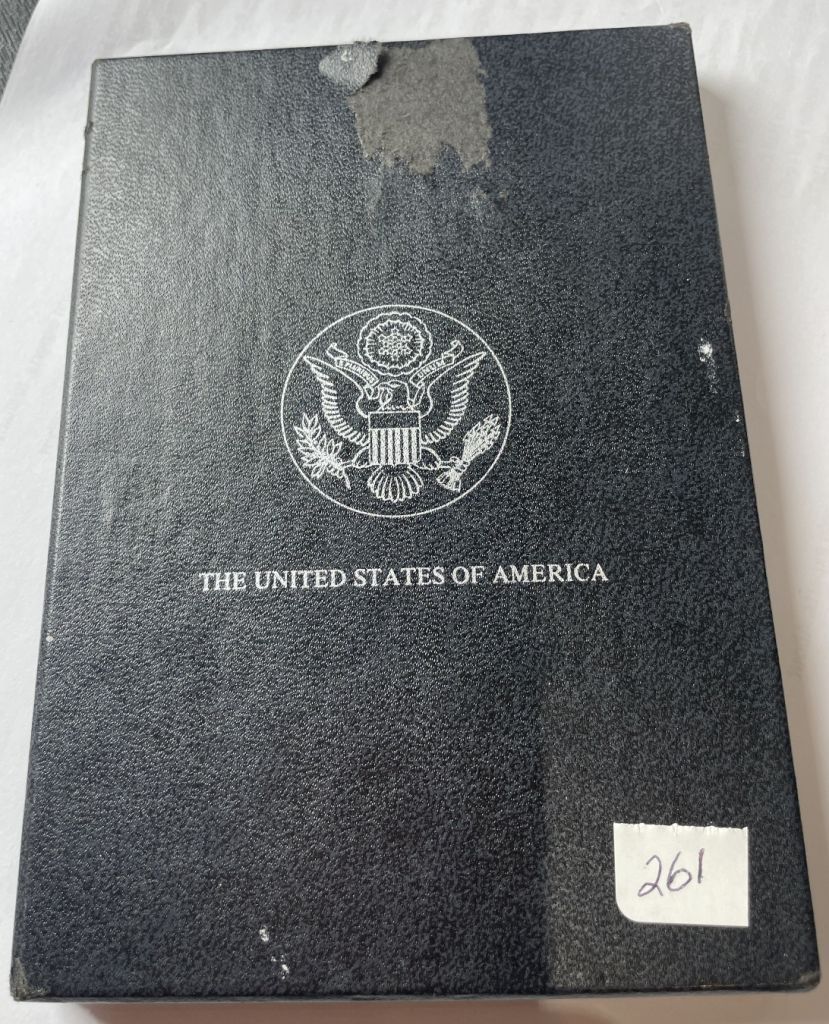 THE UNITED STATES OF AMERICA
261